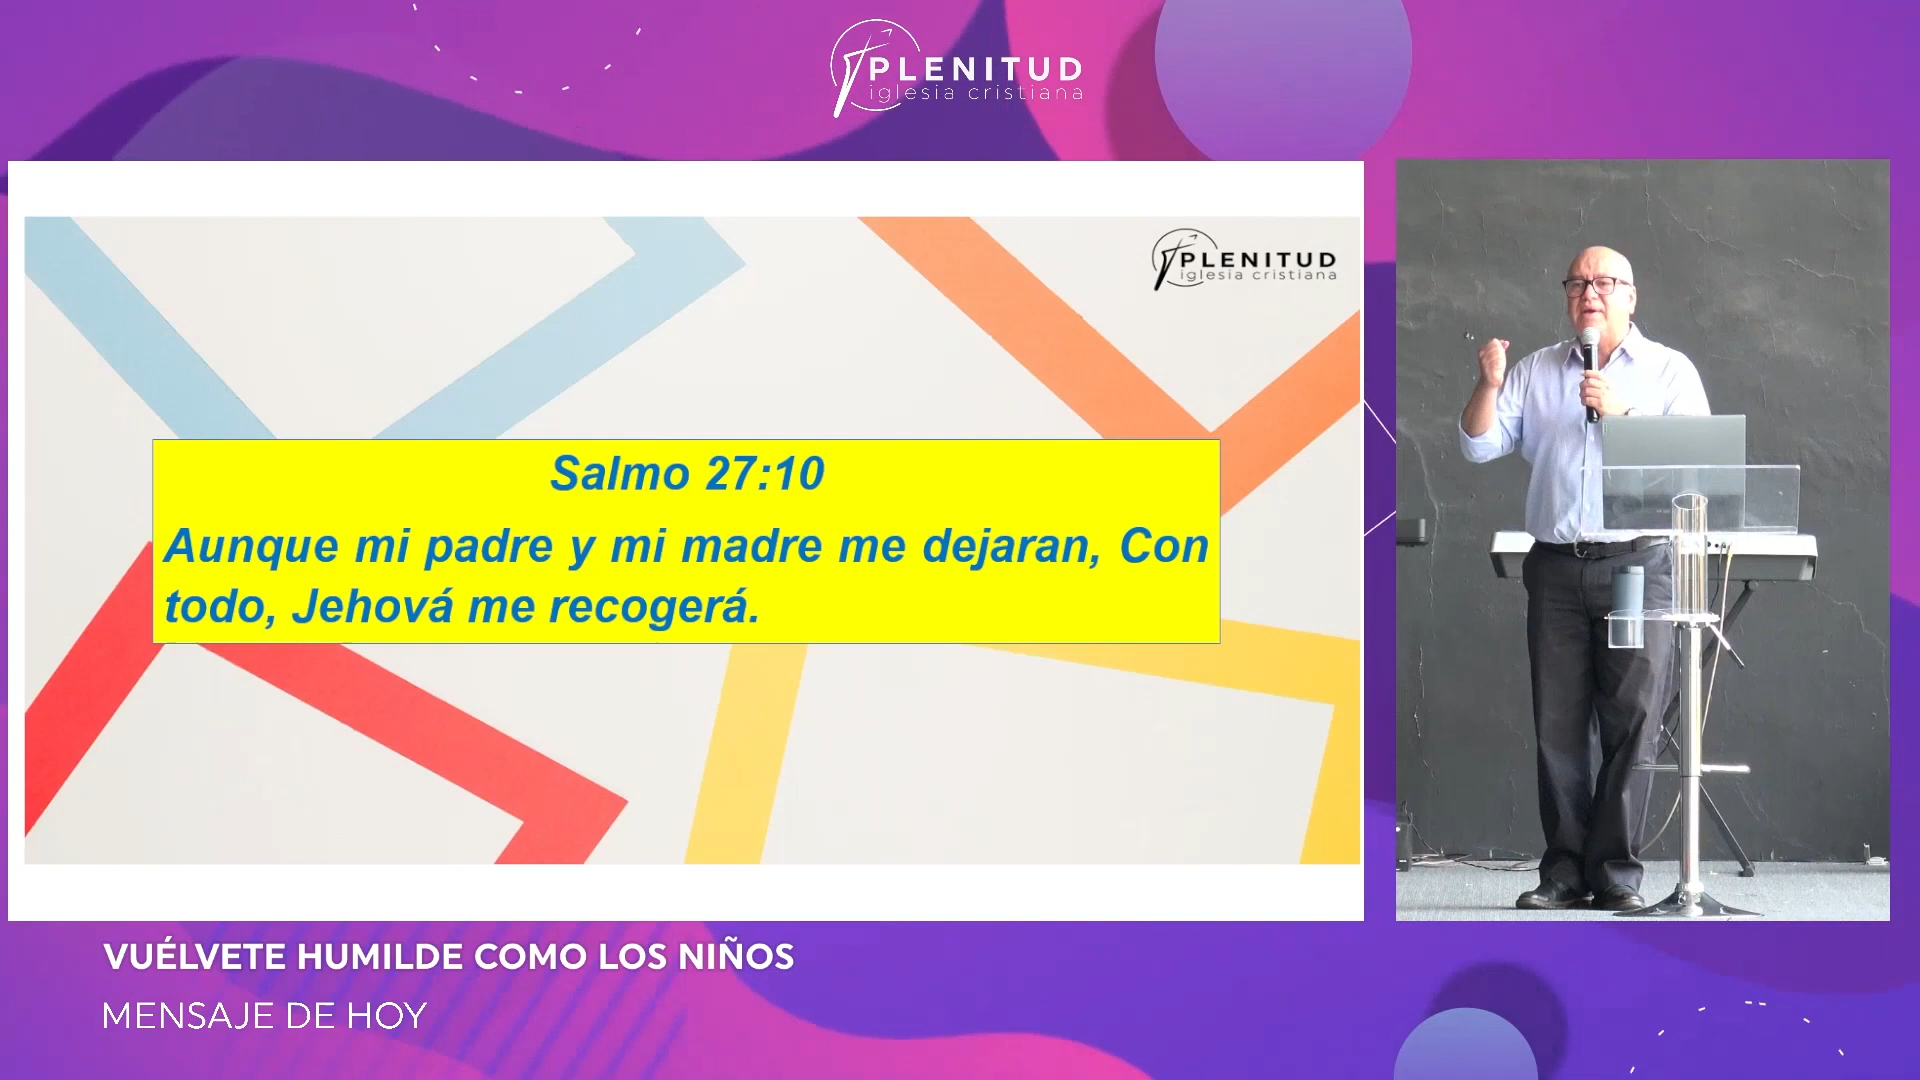 PLENITUD
iglesia cristiana
PLENITUD
iglesia cristiana
Salmo 27:10
Aunque mi padre y mi madre me dejaran, Con
todo, Jehová me recogerá.
VUÉLVETE HUMILDE COMO LOS NIÑOS
MENSAJE DE HOY